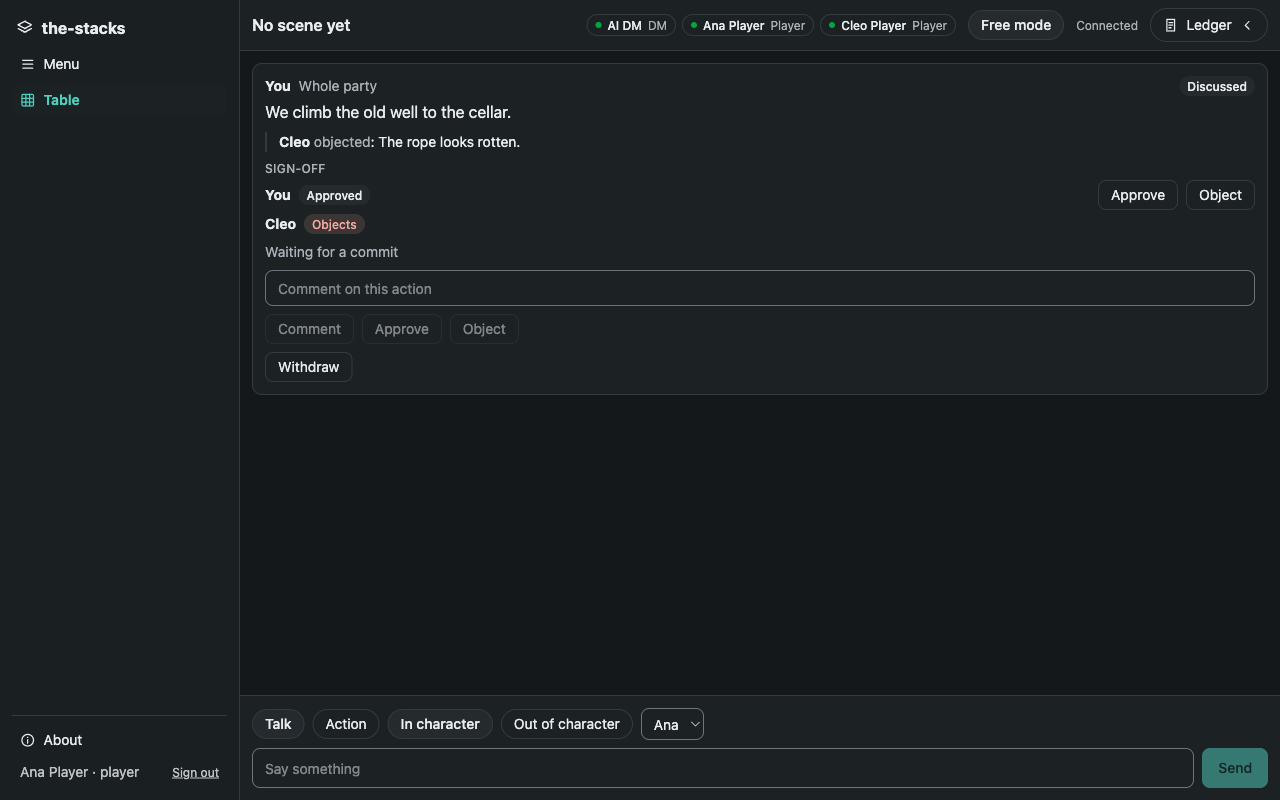 the-stacks
Menu
Table
About
Ana Player · player Sign out
No scene yet
AI DM DM Ana Player Player Cleo Player Player Free mode Connected Ledger
You Whole party Discussed
We climb the old well to the cellar.
Cleo objected: The rope looks rotten.
SIGN-OFF
You Approved Approve Object
Cleo Objects
Waiting for a commit
Comment on this action
Comment Approve Object
Withdraw
Talk Action In character Out of character Ana
Say something Send